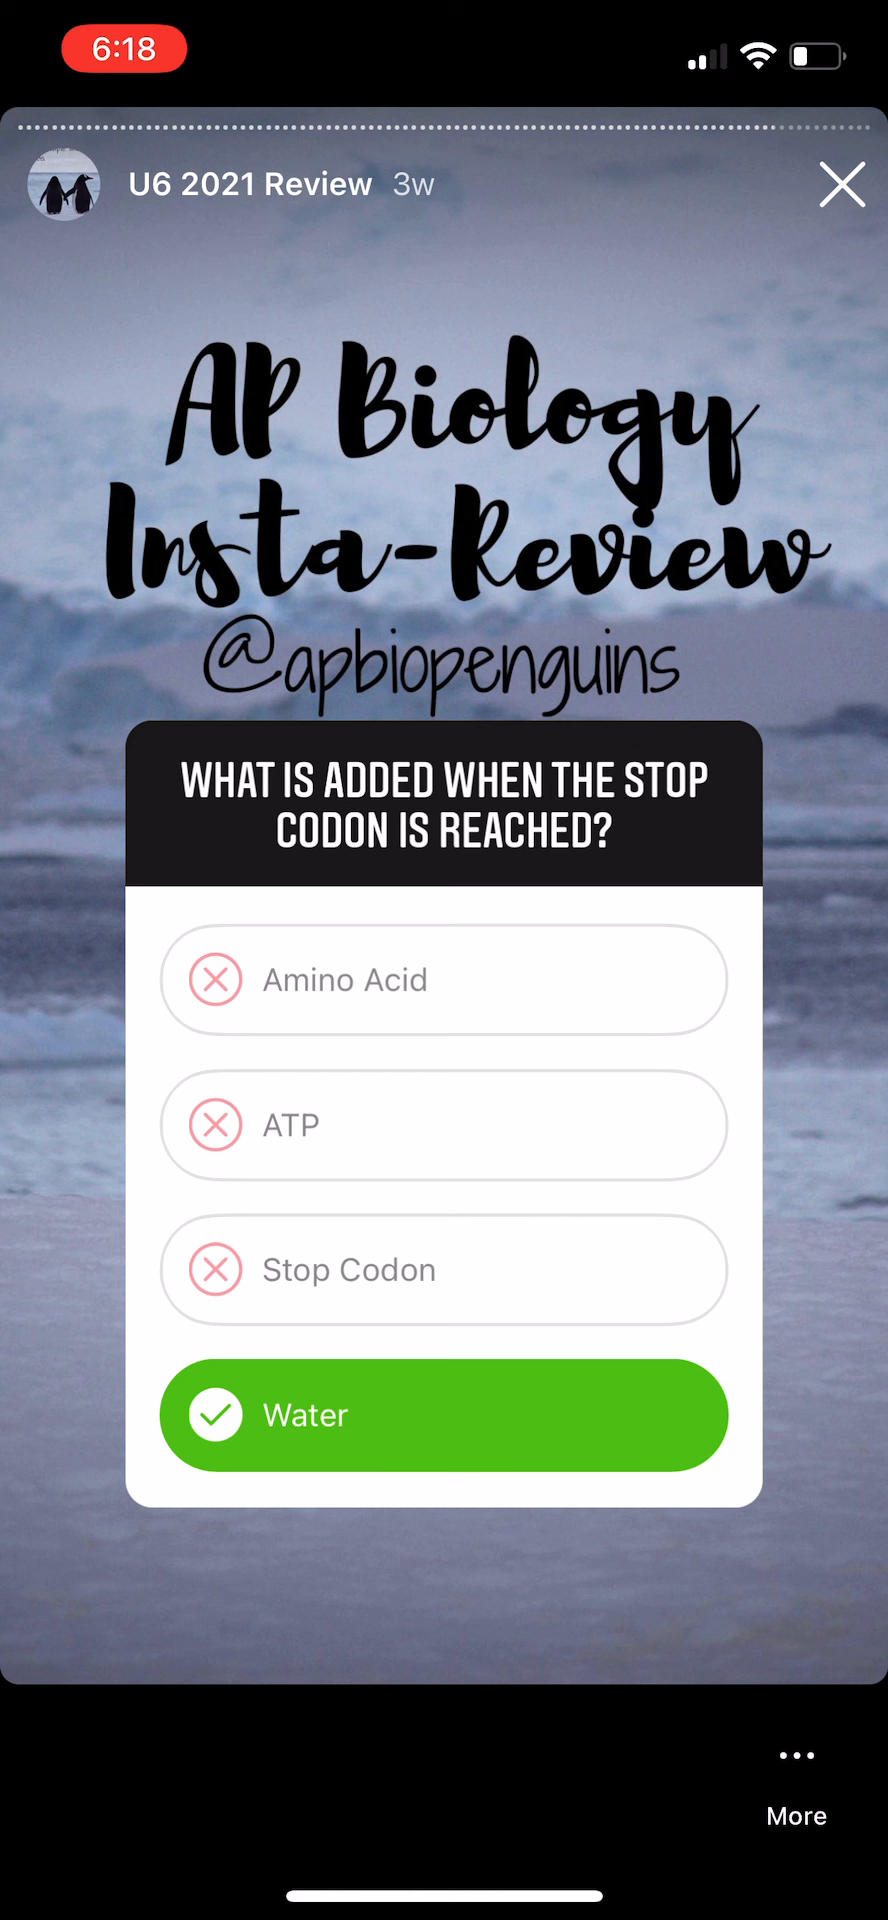 6:18
U6 2021 Review 3w
AP Biology
Insta-Review
@apbiopenguins
WHAT IS ADDED WHEN THE STOP
CODON IS REACHED?
Amino Acid
ATP
Stop Codon
Water
More